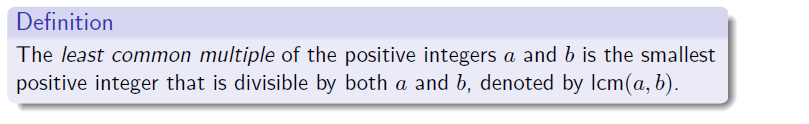 Definition
The least common multiple of the positive integers a and b is the smallest
positive integer that is divisible by both a and b, denoted by lcm(a, b).